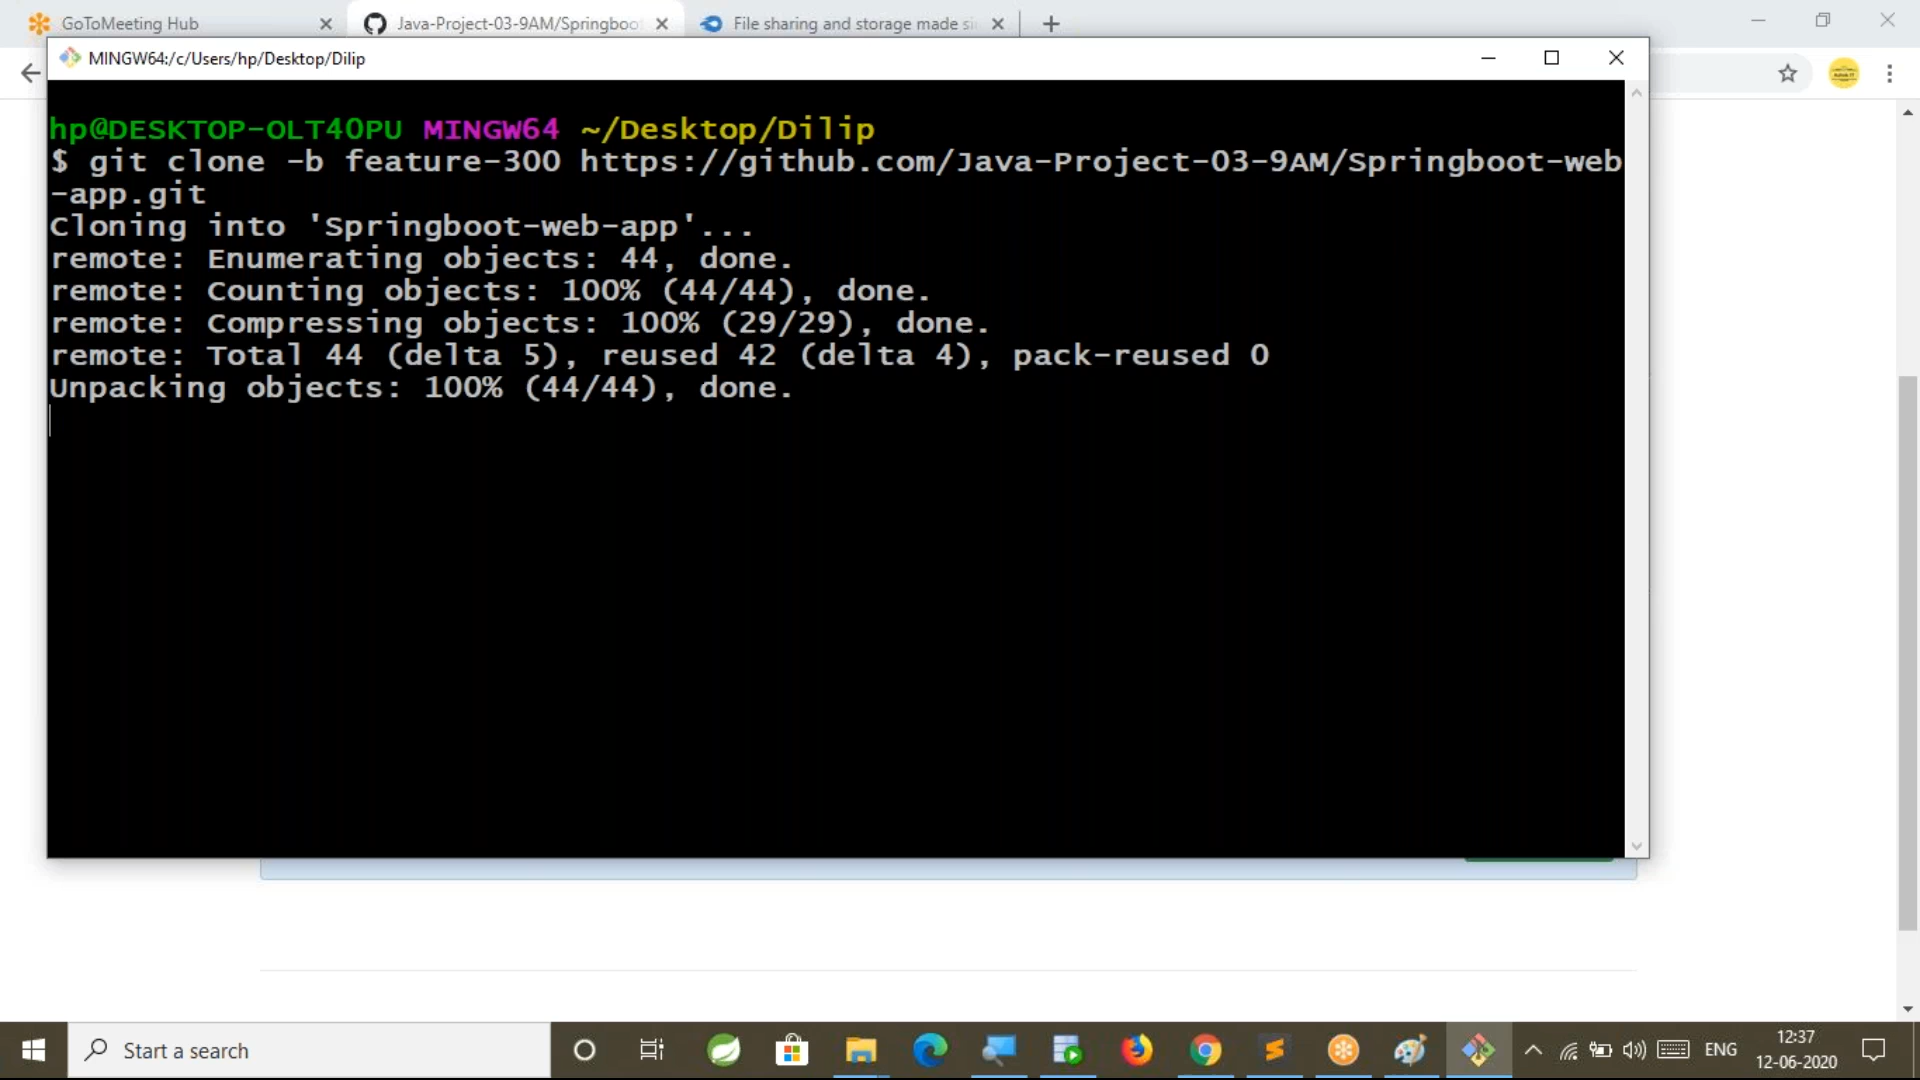 GoToMeeting Hub
Java-Project-03-9AM/Springboo
File sharing and storage made si
MINGW64:/c/Users/hp/Desktop/Dilip
hp@DESKTOP-OLT40PU MINGW64 ~/Desktop/Dilip
$ git clone -b feature-300 https://github.com/Java-Project-03-9AM/Springboot-web
-app.git
Cloning into 'Springboot-web-app'...
remote: Enumerating objects: 44, done.
remote: Counting objects: 100% (44/44), done.
remote: Compressing objects: 100% (29/29), done.
remote: Total 44 (delta 5), reused 42 (delta 4), pack-reused 0
Unpacking objects: 100% (44/44), done.
Start a search
ENG
12:37
12-06-2020